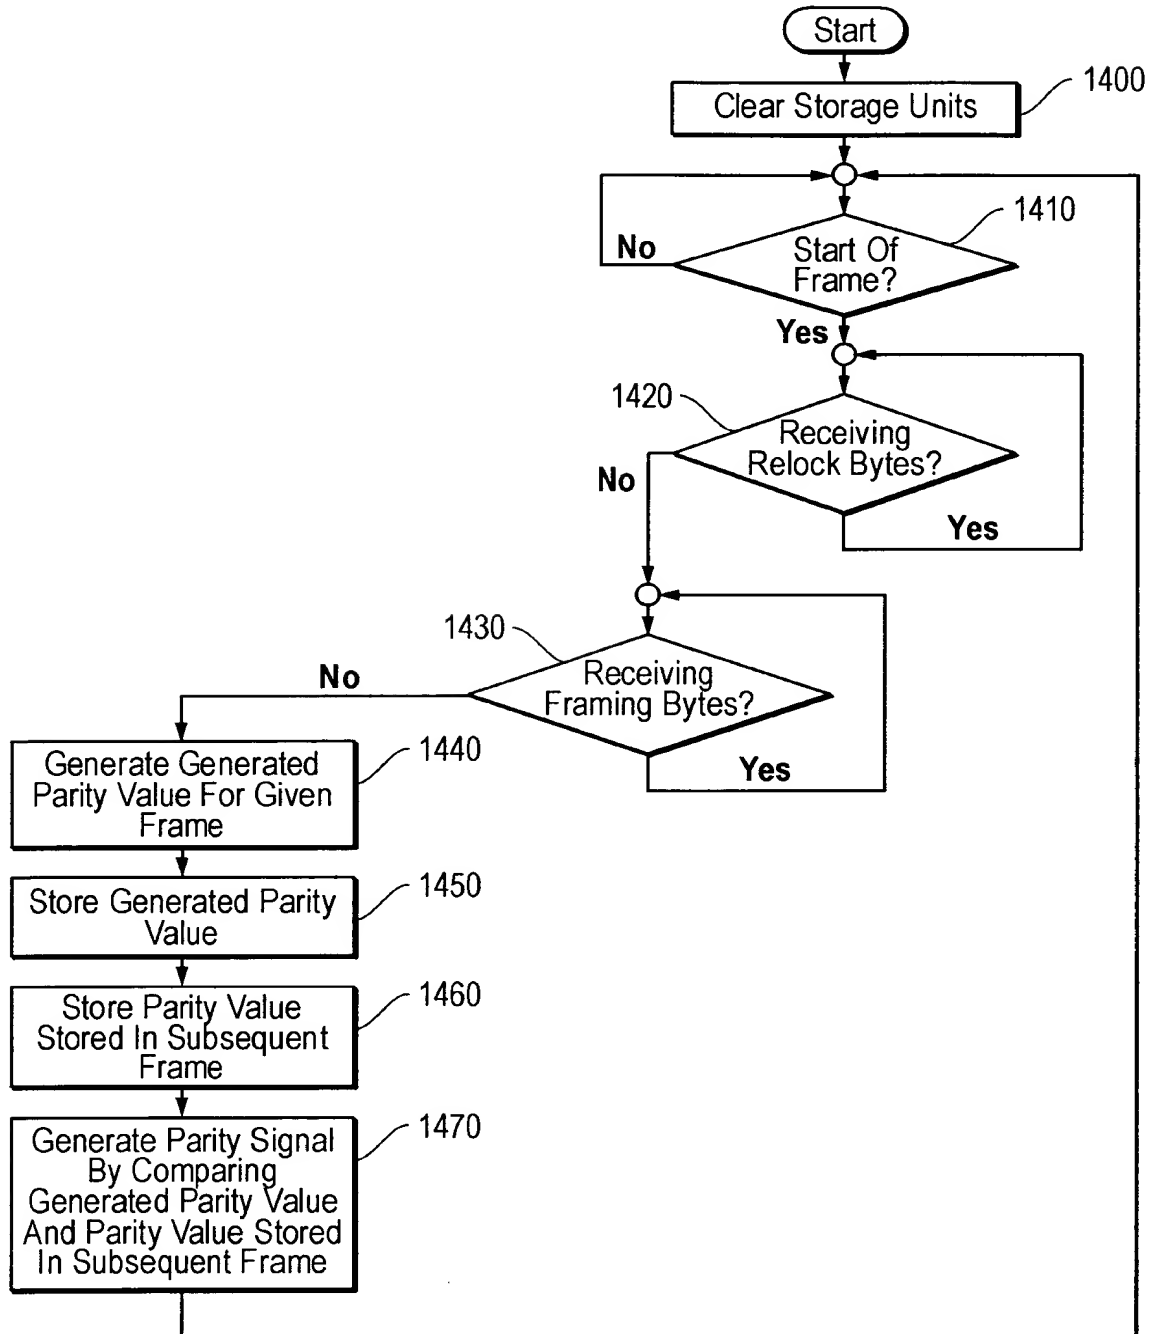 Start
1400
Clear Storage Units
1410
Start Of
Frame?
No
Yes
1420
Receiving
Relock Bytes?
No
Yes
1430
Receiving
Framing Bytes?
No
Yes
1440
Generate Generated
Parity Value For Given
Frame
1450
Store Generated Parity
Value
1460
Store Parity Value
Stored In Subsequent
Frame
1470
Generate Parity Signal
By Comparing
Generated Parity Value
And Parity Value Stored
In Subsequent Frame